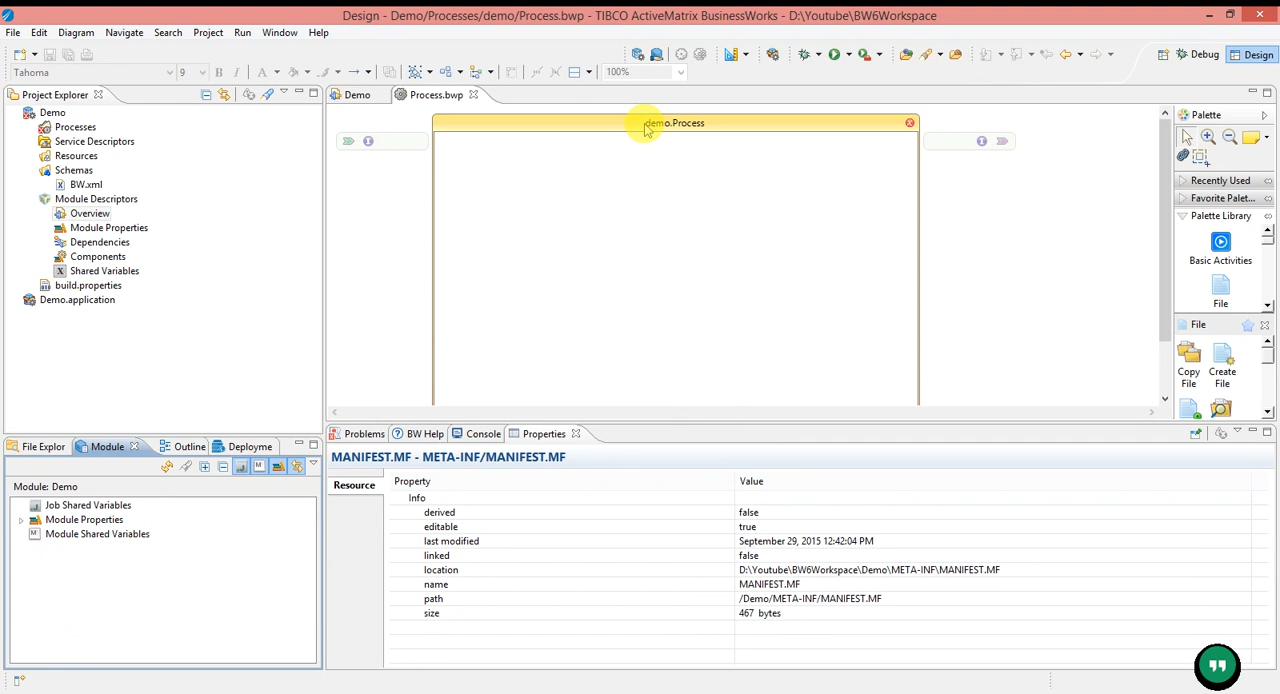 Design - Demo/Processes/demo/Process.bwp - TIBCO ActiveMatrix BusinessWorks - D:\Youtube\BW6Workspace
File Edit Diagram Navigate Search Project Run Window Help
Debug Design
Tahoma 9 B I A 100%
Project Explorer
Demo
Processes
Service Descriptors
Resources
Schemas
BW.xml
Module Descriptors
Overview
Module Properties
Dependencies
Components
Shared Variables
build.properties
Demo.application
Demo Process.bwp
demo.Process
Palette
Recently Used
Favorite Palet...
Palette Library
Basic Activities
File
File
Copy File
Create File
File Explor Module Outline Deployme
Module: Demo
Job Shared Variables
Module Properties
Module Shared Variables
Problems BW Help Console Properties
MANIFEST.MF - META-INF/MANIFEST.MF
Resource
Property Value
Info
derived false
editable true
last modified September 29, 2015 12:42:04 PM
linked false
location D:\Youtube\BW6Workspace\Demo\META-INF\MANIFEST.MF
name MANIFEST.MF
path /Demo/META-INF/MANIFEST.MF
size 467 bytes